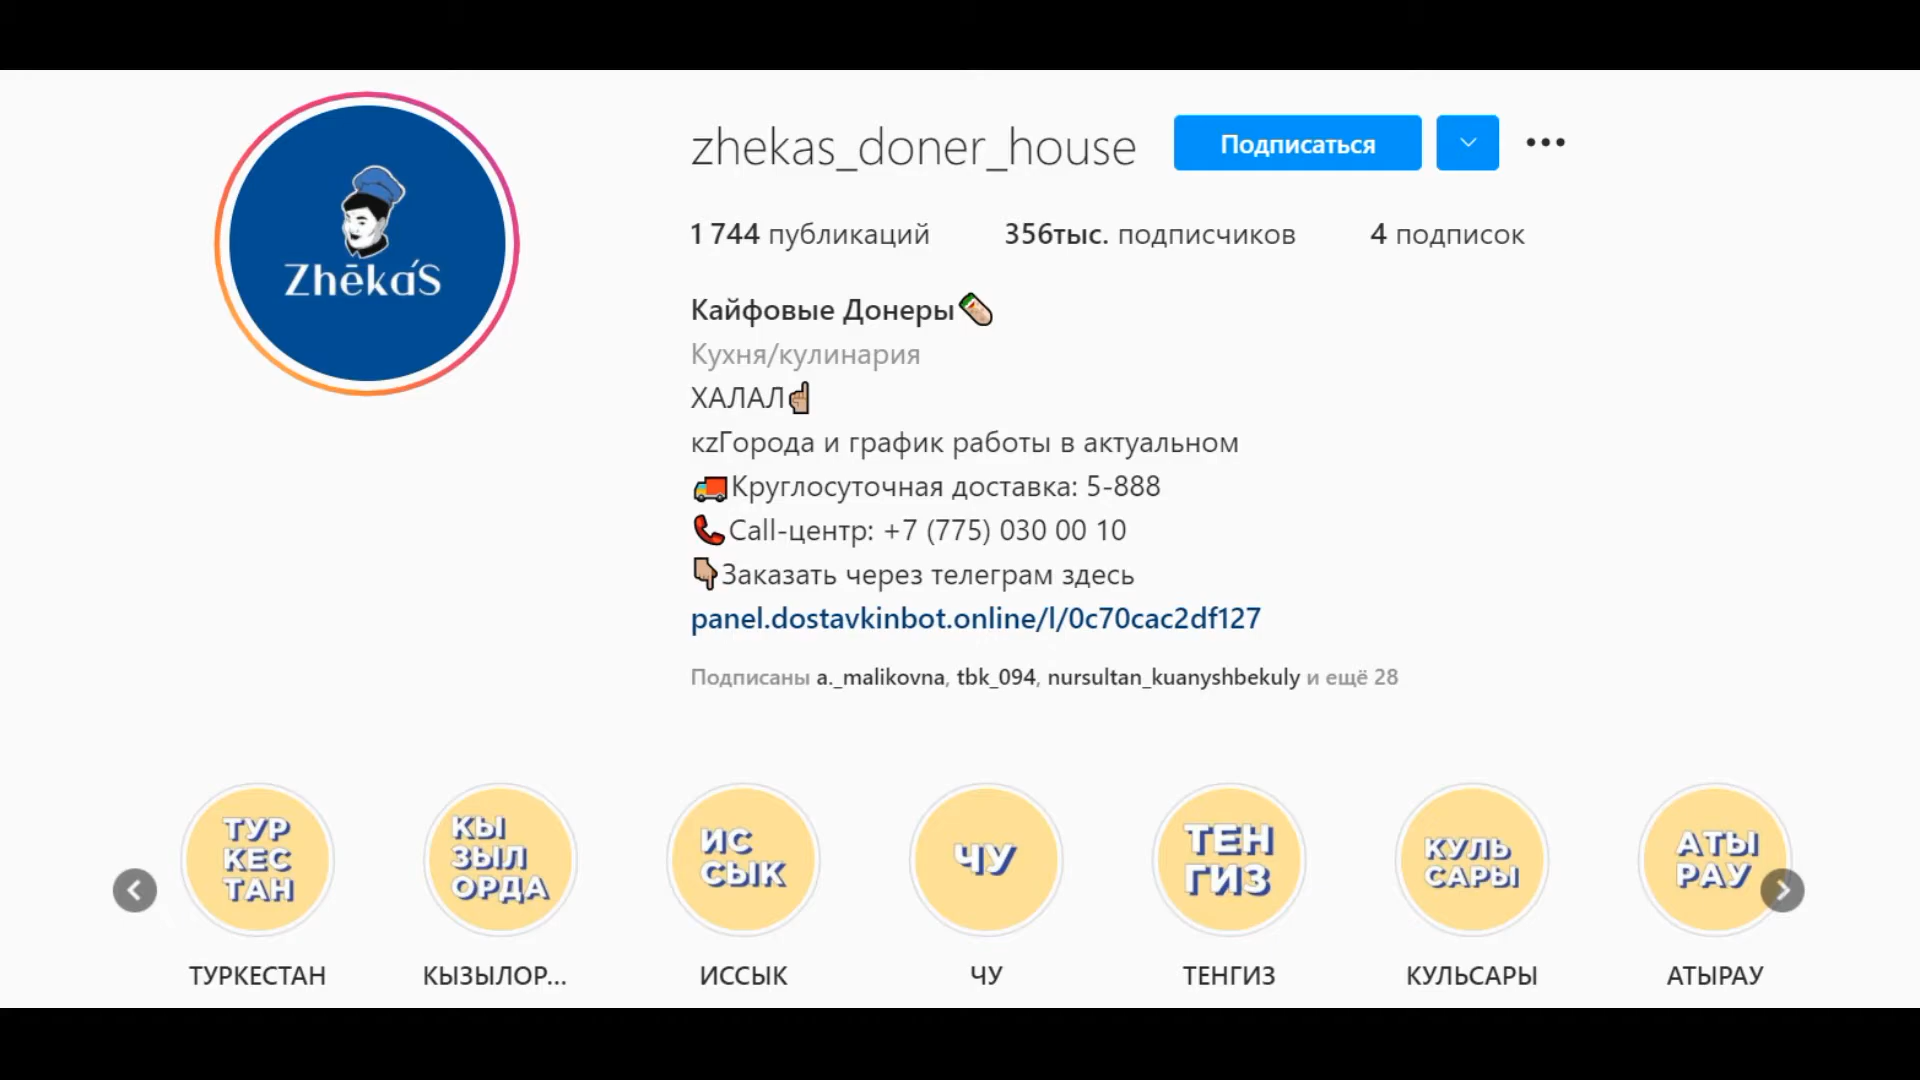 zhekas_doner_house
Подписаться
1 744 публикаций
356тыс. подписчиков
4 подписок
Zhēka'S
Кайфовые Донеры
Кухня/кулинария
ХАЛАЛ☝🏼
кzГорода и график работы в актуальном
🚚Круглосуточная доставка: 5-888
📞Call-центр: +7 (775) 030 00 10
👇🏼Заказать через телеграм здесь
panel.dostavkinbot.online/l/0c70cac2df127
Подписаны a._malikovna, tbk_094, nursultan_kuanyshbekuly и ещё 28
ТУР
КЕС
ТАН
КЫ
ЗЫЛ
ОРДА
ИС
СЫК
ЧУ
ТЕН
ГИЗ
КУЛЬ
САРЫ
АТЫ
РАУ
ТУРКЕСТАН
КЫЗЫЛОР...
ИССЫК
ЧУ
ТЕНГИЗ
КУЛЬСАРЫ
АТЫРАУ